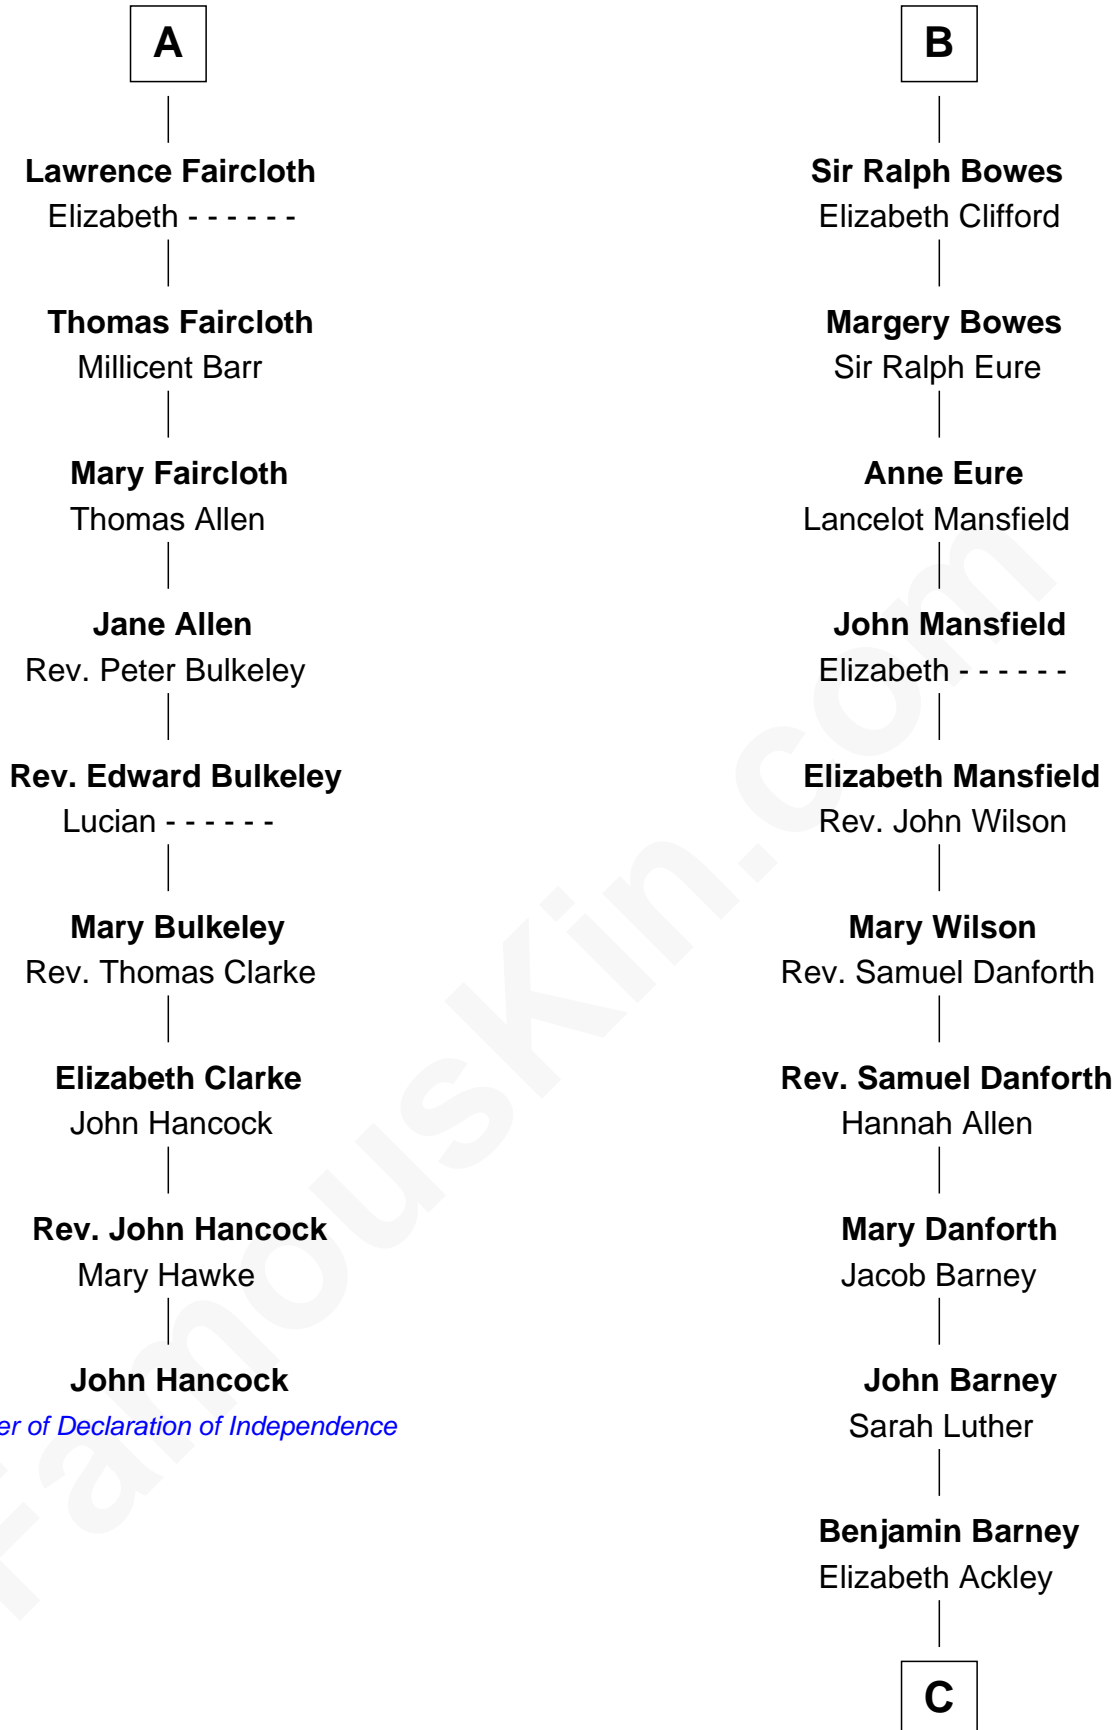 A
Lawrence Faircloth
Elizabeth - - - - - -
Thomas Faircloth
Millicent Barr
Mary Faircloth
Thomas Allen
Jane Allen
Rev. Peter Bulkeley
Rev. Edward Bulkeley
Lucian - - - - - -
Mary Bulkeley
Rev. Thomas Clarke
Elizabeth Clarke
John Hancock
Rev. John Hancock
Mary Hawke
John Hancock
er of Declaration of Independence
B
Sir Ralph Bowes
Elizabeth Clifford
Margery Bowes
Sir Ralph Eure
Anne Eure
Lancelot Mansfield
John Mansfield
Elizabeth - - - - - -
Elizabeth Mansfield
Rev. John Wilson
Mary Wilson
Rev. Samuel Danforth
Rev. Samuel Danforth
Hannah Allen
Mary Danforth
Jacob Barney
John Barney
Sarah Luther
Benjamin Barney
Elizabeth Ackley
C
FamousKin.com